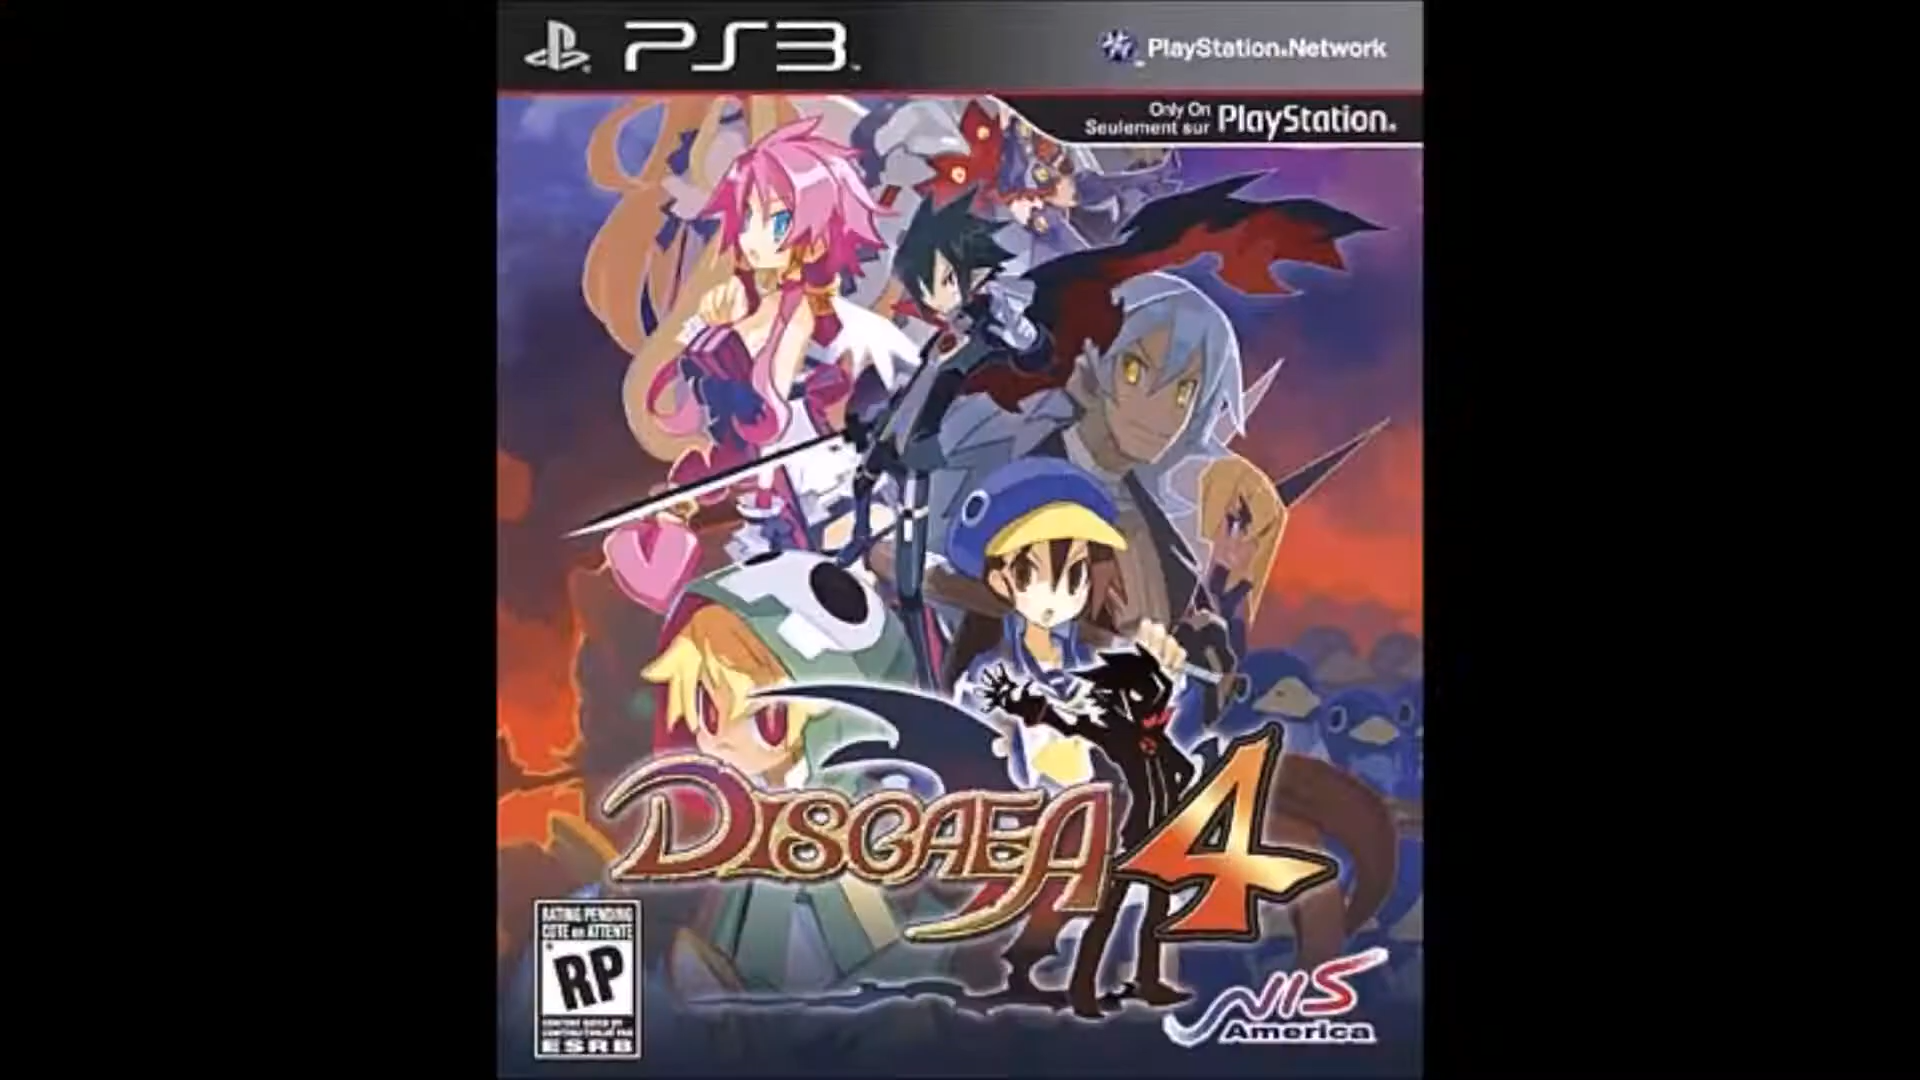 PS3
PlayStation Network
Only On
Seulement sur PlayStation
DISGAEA 4
RATING PENDING
COTE en ATTENTE
RP
ESRB
NIS
America